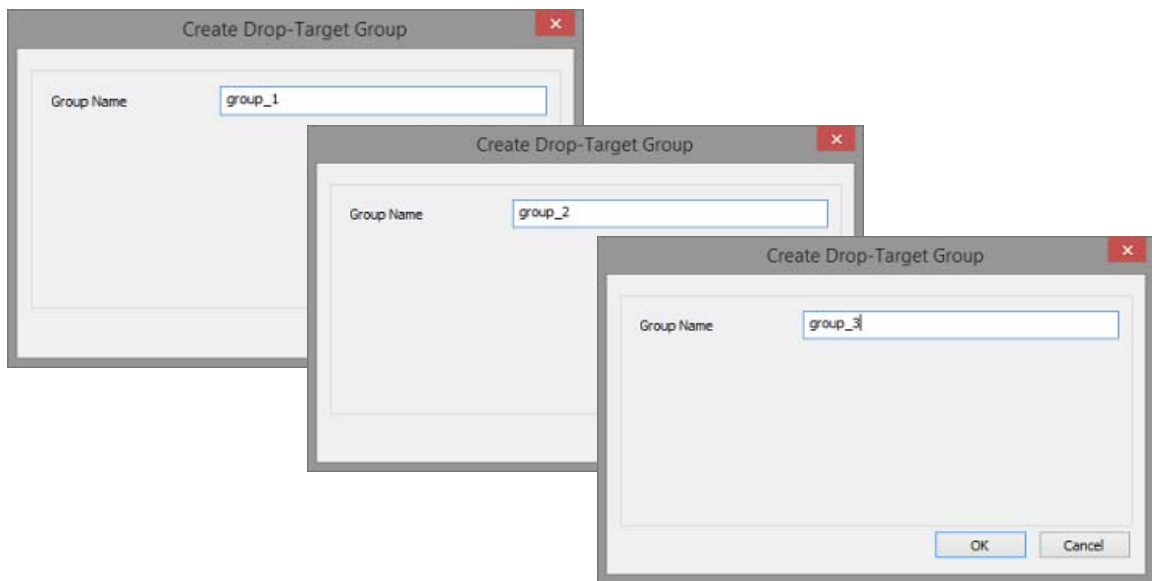 Create Drop-Target Group
Group Name group_1
Create Drop-Target Group
Group Name group_2
Create Drop-Target Group
Group Name group_3
OK Cancel